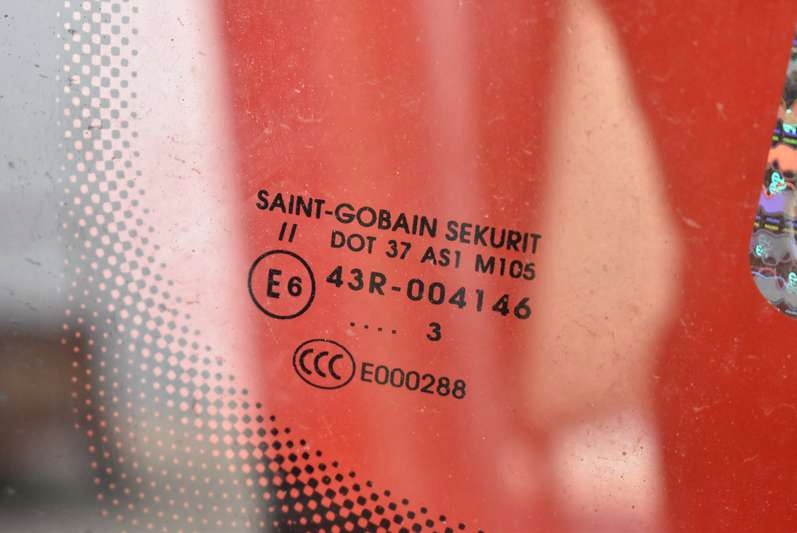 SAINT-GOBAIN SEKURIT
II DOT 37 AS1 M105
E6 43R-004146
.... 3
CCC E000288